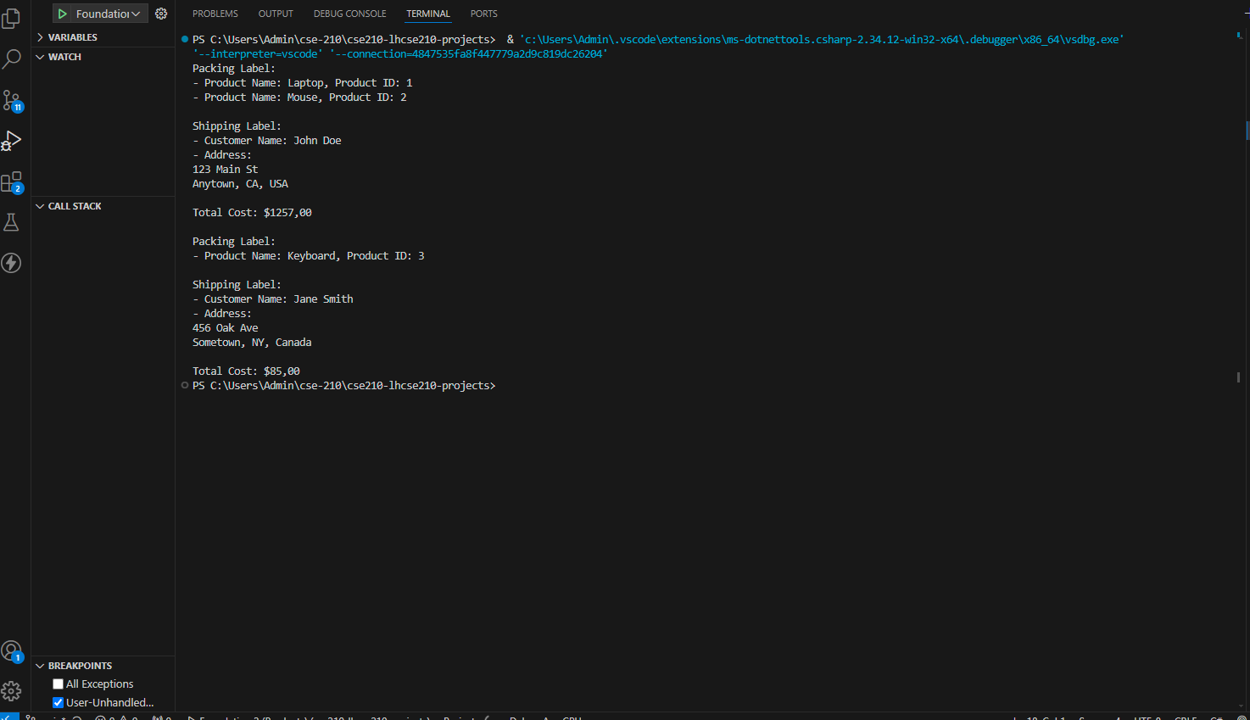 Foundation
PROBLEMS OUTPUT DEBUG CONSOLE TERMINAL PORTS
VARIABLES
WATCH
CALL STACK
BREAKPOINTS
All Exceptions
User-Unhandled...
11
2
1
PS C:\Users\Admin\cse-210\cse210-lhcse210-projects> & 'c:\Users\Admin\.vscode\extensions\ms-dotnettools.csharp-2.34.12-win32-x64\.debugger\x86_64\vsdbg.exe'
'--interpreter=vscode' '--connection=4847535fa8f447779a2d9c819dc26204'
Packing Label:
- Product Name: Laptop, Product ID: 1
- Product Name: Mouse, Product ID: 2
Shipping Label:
- Customer Name: John Doe
- Address:
123 Main St
Anytown, CA, USA
Total Cost: $1257,00
Packing Label:
- Product Name: Keyboard, Product ID: 3
Shipping Label:
- Customer Name: Jane Smith
- Address:
456 Oak Ave
Sometown, NY, Canada
Total Cost: $85,00
PS C:\Users\Admin\cse-210\cse210-lhcse210-projects>